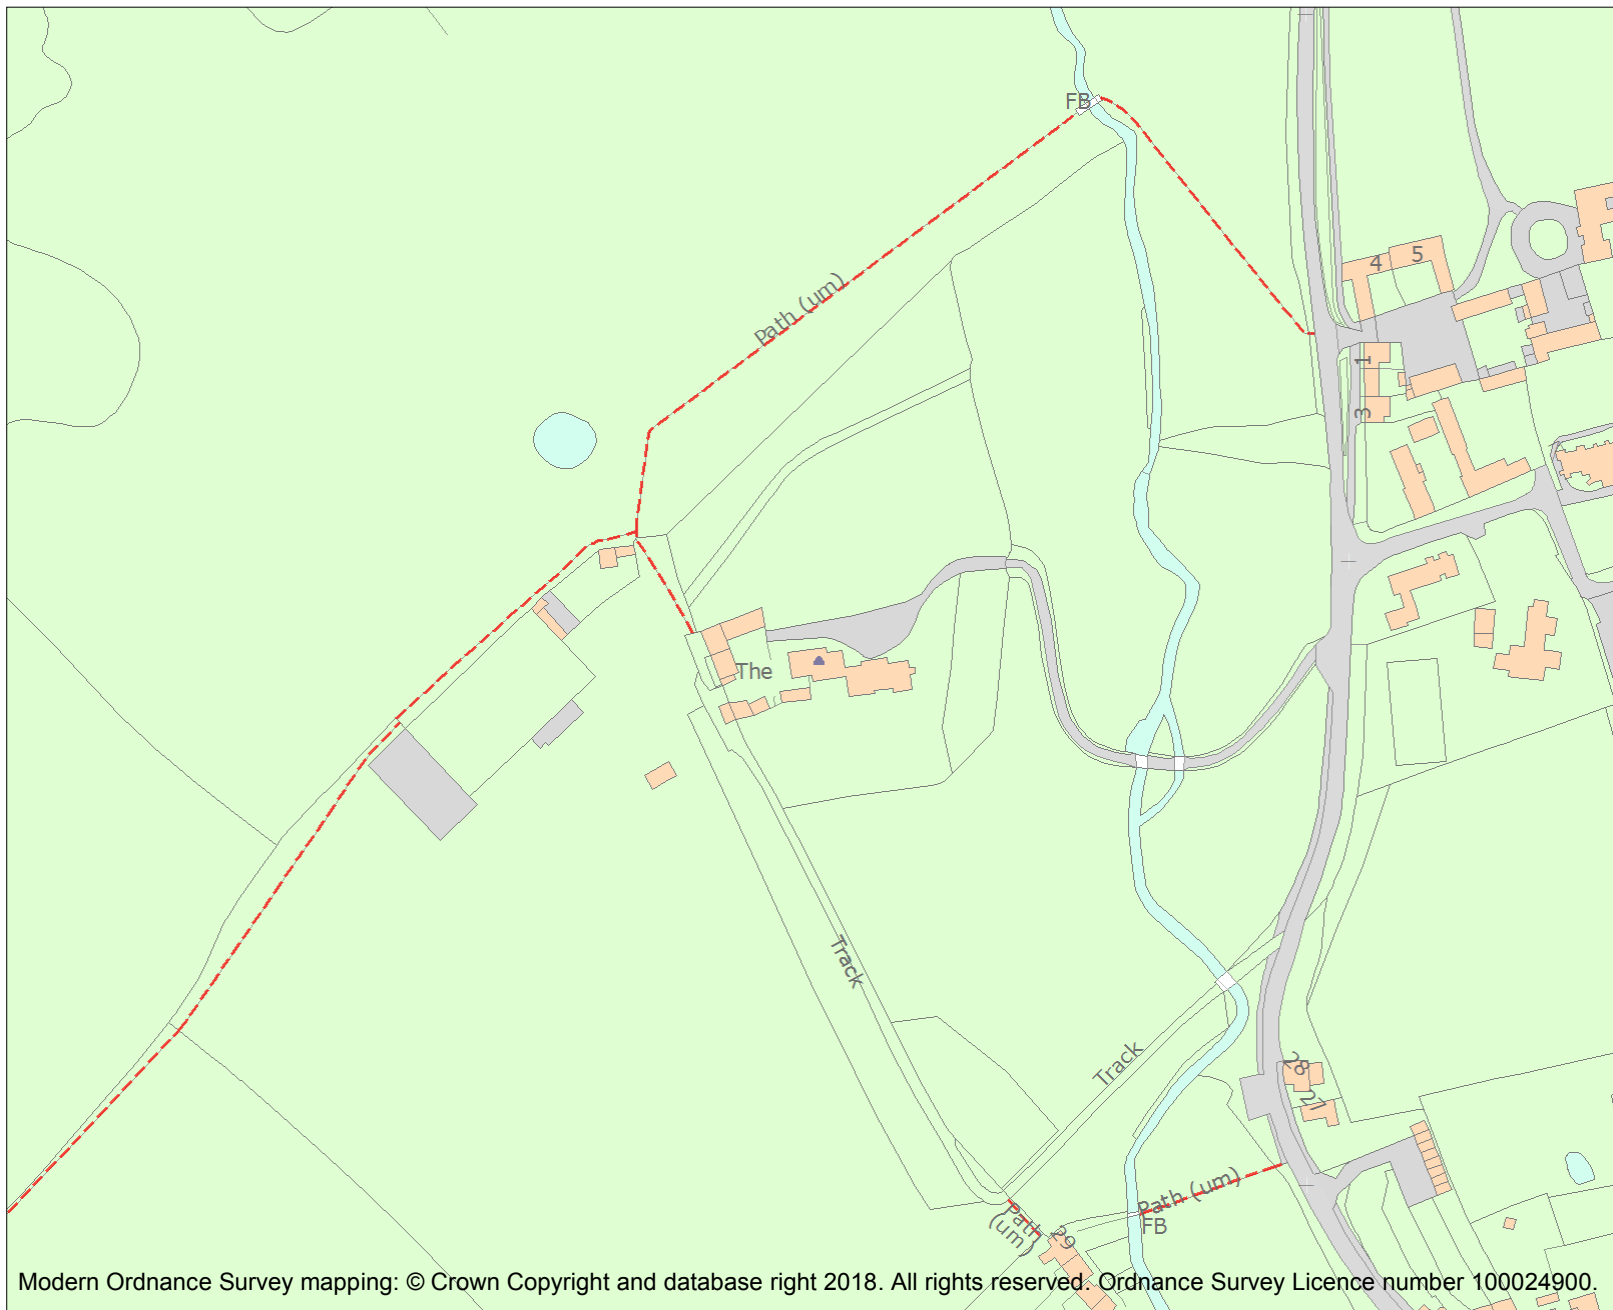 FB
4
5
Path (um)
1
3
The
Track
Track
28
27
Path (um)
Path
(um)
29
FB
Modern Ordnance Survey mapping: © Crown Copyright and database right 2018. All rights reserved. Ordnance Survey Licence number 100024900.